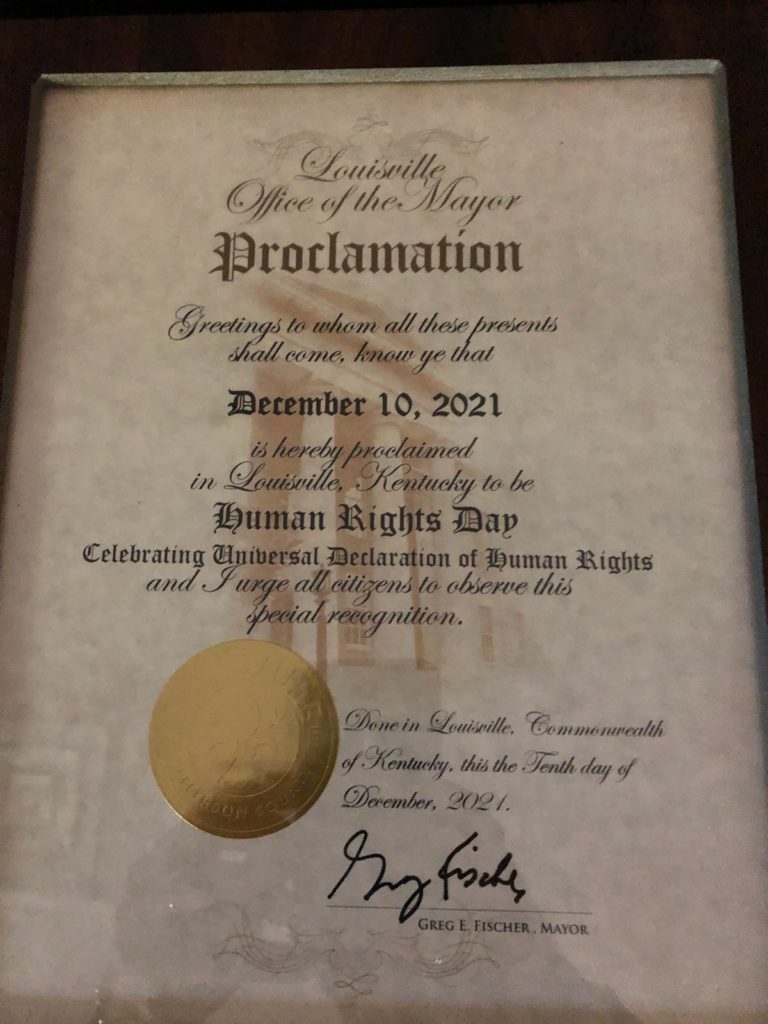 Louisville
Office of the Mayor
Proclamation
Greetings to whom all these presents
shall come, know ye that
December 10, 2021
is hereby proclaimed
in Louisville, Kentucky to be
Human Rights Day
Celebrating Universal Declaration of Human Rights
and I urge all citizens to observe this
special recognition.
Done in Louisville, Commonwealth
of Kentucky, this the Tenth day of
December, 2021.
Greg Fischer
GREG E. FISCHER, MAYOR